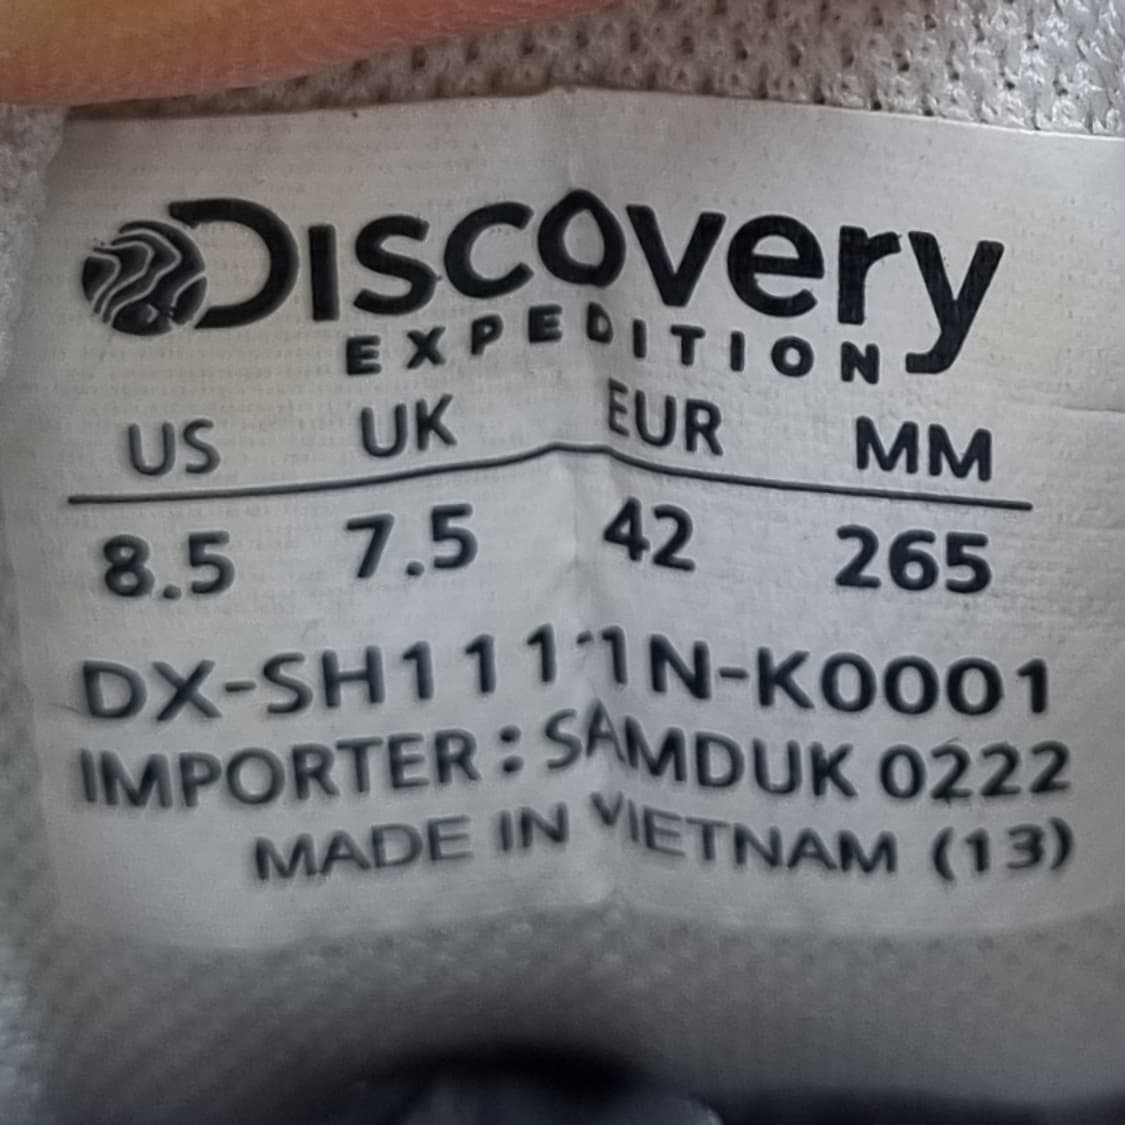 DIscovery
EXPEDITION
US UK EUR MM
8.5 7.5 42 265
DX-SH1111N-K0001
IMPORTER : SAMDUK 0222
MADE IN VIETNAM (13)